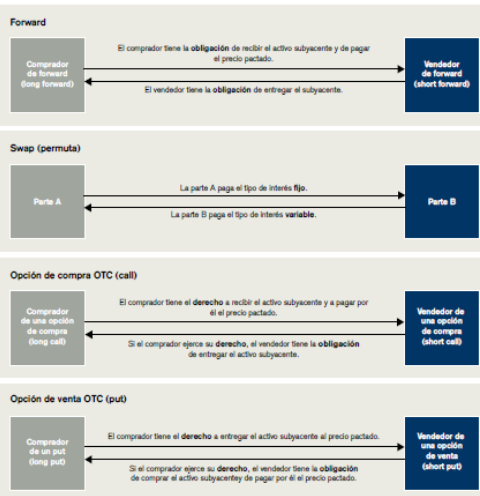 Forward
Comprador
de forward
(long forward)
El comprador tiene la obligación de recibir el activo subyacente y de pagar
el precio pactado.
El vendedor tiene la obligación de entregar el subyacente.
Vendedor
de forward
(short forward)
Swap (permuta)
Parte A
La parte A paga el tipo de interés fijo.
La parte B paga el tipo de interés variable.
Parte B
Opción de compra OTC (call)
Comprador
de una opción
de compra
(long call)
El comprador tiene el derecho a recibir el activo subyacente y a pagar por
él el precio pactado.
Si el comprador ejerce su derecho, el vendedor tiene la obligación
de entregar el activo subyacente.
Vendedor de
una opción
de compra
(short call)
Opción de venta OTC (put)
Comprador
de un put
(long put)
El comprador tiene el derecho a entregar el activo subyacente al precio pactado.
Si el comprador ejerce su derecho, el vendedor tiene la obligación
de comprar el activo subyacentey de pagar por él el precio pactado.
Vendedor de
una opción
de venta
(short put)